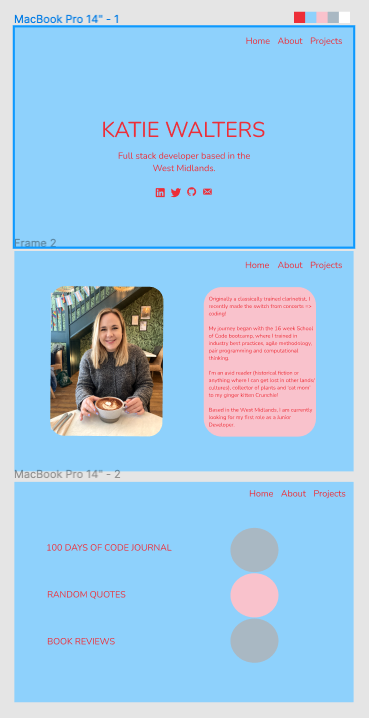 MacBook Pro 14" - 1
Home About Projects
KATIE WALTERS
Full stack developer based in the
West Midlands.
Frame 2
Home About Projects
Originally a classically trained clarinetist, I
recently made the switch from concerts =>
coding!
My journey began with the 16 week School
of Code bootcamp, where I trained in
industry best practices, agile methodology,
pair programming and computational
thinking.
I'm an avid reader (historical fiction or
anything where I can get lost in other lands/
cultures), collector of plants and 'cat mom'
to my ginger kitten Crunchie!
Based in the West Midlands, I am currently
looking for my first role as a Junior
Developer.
MacBook Pro 14" - 2
Home About Projects
100 DAYS OF CODE JOURNAL
RANDOM QUOTES
BOOK REVIEWS